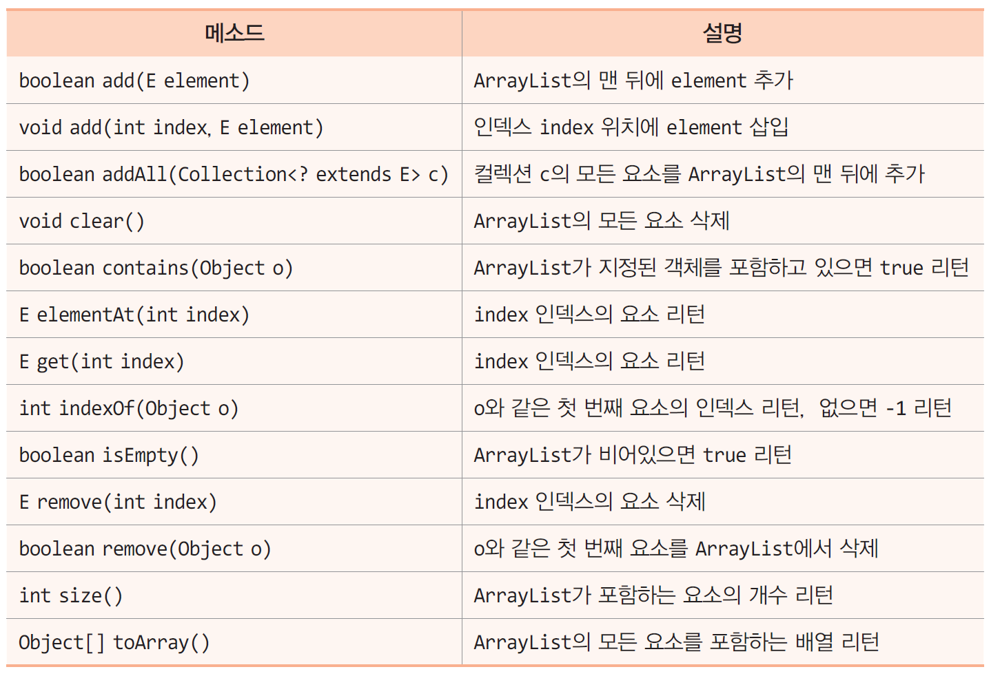 메소드 설명
boolean add(E element) ArrayList의 맨 뒤에 element 추가
void add(int index, E element) 인덱스 index 위치에 element 삽입
boolean addAll(Collection<? extends E> c) 컬렉션 c의 모든 요소를 ArrayList의 맨 뒤에 추가
void clear() ArrayList의 모든 요소 삭제
boolean contains(Object o) ArrayList가 지정된 객체를 포함하고 있으면 true 리턴
E elementAt(int index) index 인덱스의 요소 리턴
E get(int index) index 인덱스의 요소 리턴
int indexOf(Object o) o와 같은 첫 번째 요소의 인덱스 리턴, 없으면 -1 리턴
boolean isEmpty() ArrayList가 비어있으면 true 리턴
E remove(int index) index 인덱스의 요소 삭제
boolean remove(Object o) o와 같은 첫 번째 요소를 ArrayList에서 삭제
int size() ArrayList가 포함하는 요소의 개수 리턴
Object[] toArray() ArrayList의 모든 요소를 포함하는 배열 리턴